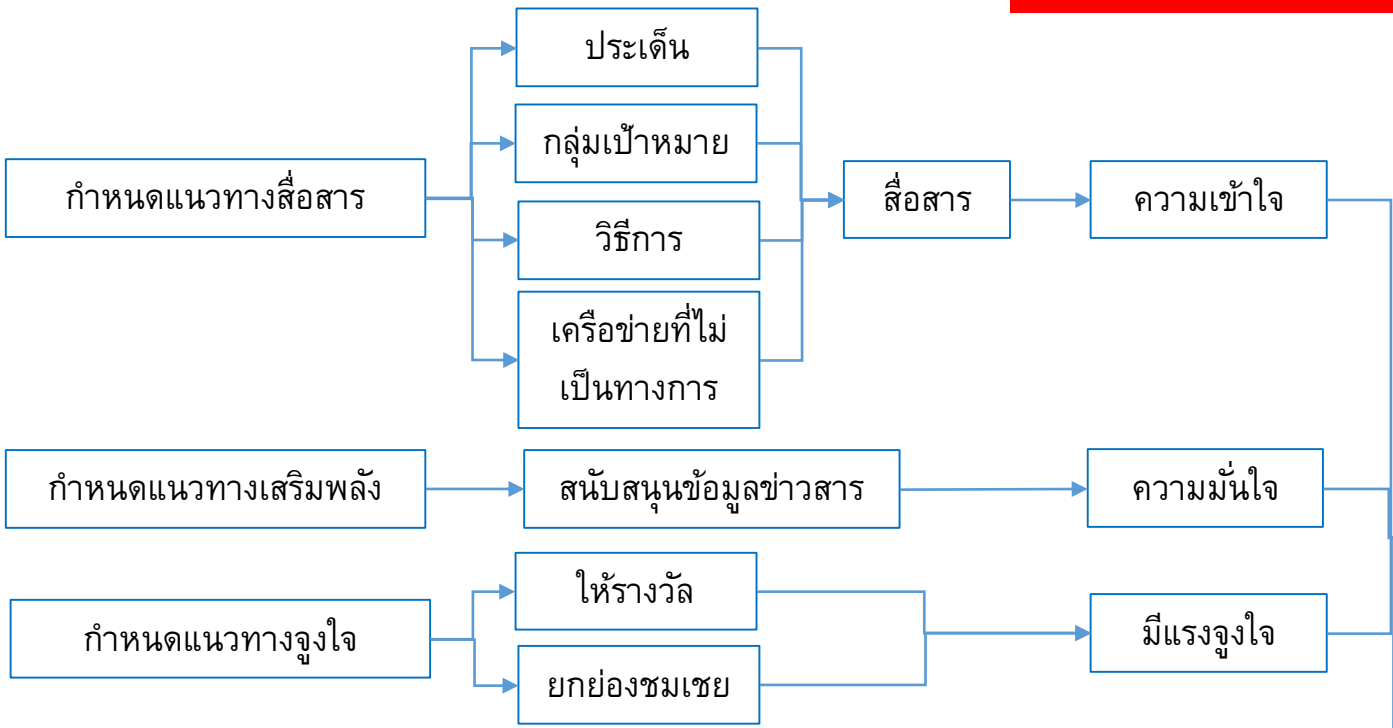 ประเด็น
กลุ่มเป้าหมาย
กำหนดแนวทางสื่อสาร
สื่อสาร
ความเข้าใจ
วิธีการ
เครือข่ายที่ไม่
เป็นทางการ
กำหนดแนวทางเสริมพลัง
สนับสนุนข้อมูลข่าวสาร
ความมั่นใจ
ให้รางวัล
กำหนดแนวทางจูงใจ
มีแรงจูงใจ
ยกย่องชมเชย